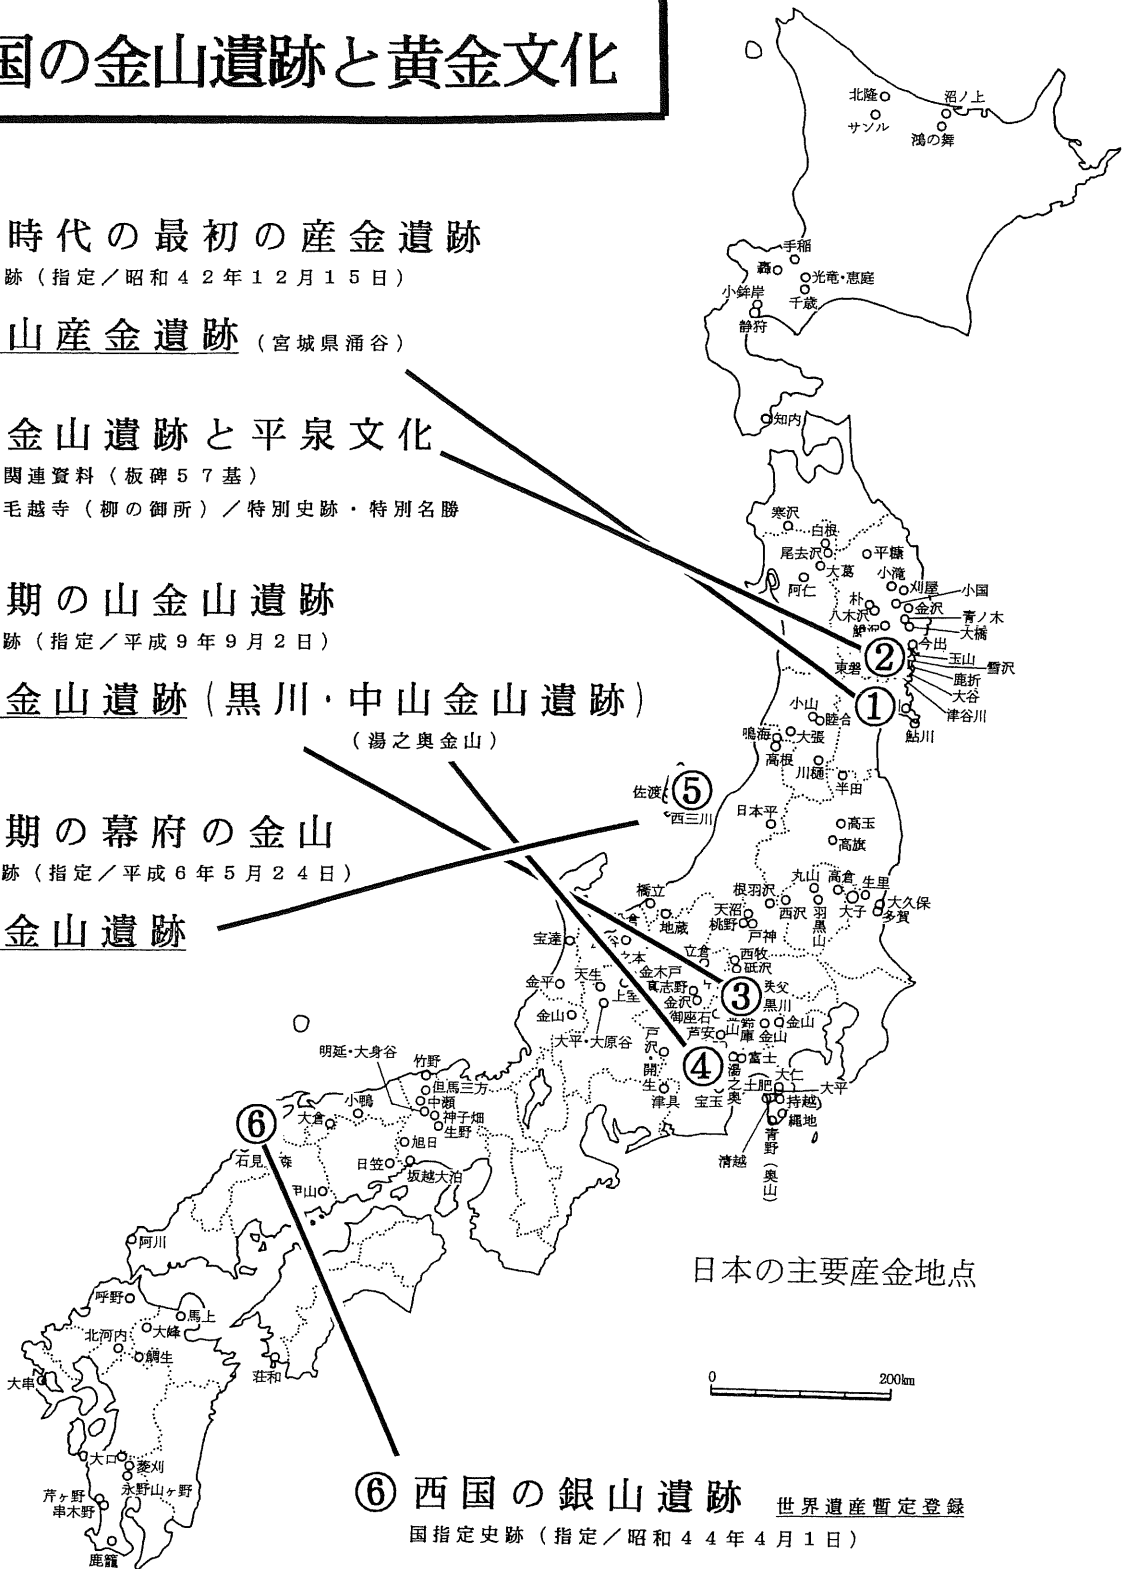 国の金山遺跡と黄金文化
時代の最初の産金遺跡
跡（指定／昭和４２年１２月１５日）
山産金遺跡（宮城県涌谷）
金山遺跡と平泉文化
関連資料（板碑５７基）
毛越寺（柳の御所）／特別史跡・特別名勝
期の山金山遺跡
跡（指定／平成９年９月２日）
金山遺跡（黒川・中山金山遺跡）
（湯之奥金山）
期の幕府の金山
跡（指定／平成６年５月２４日）
金山遺跡
北隆
沼ノ上
サンル
鴻の舞
手稲
轟
光竜・恵庭
小鉾岸
千歳
静狩
知内
寒沢
白根
尾去沢
平糠
大葛
小滝
阿仁
刈屋
小国
朴
金沢
八木沢
青ノ木
大橋
今出
②
東磐
玉山
雪沢
鹿折
大谷
①
津谷川
小山
睦合
鮎川
鳴海
大張
高根
川樋
半田
⑤
佐渡
西三川
日本平
高玉
高旗
丸山
高倉
生里
橋立
根羽沢
大久保
天沼
西沢
羽黒山
大子
多賀
地蔵
桃野
戸神
宝達
立倉
西牧
砥沢
金平
天生
金木戸
真志野
③
秩父
上宝
金沢
黒川
金山
御座石
金山
金山
大平・大原谷
芦安
戸沢・開生
④
湯之奥
富士
明延・大身谷
竹野
但馬三方
土肥
大仁
大平
小鴨
中瀬
津具
宝玉
持越
⑥
大倉
神子畑
縄地
生野
青野（奥山）
旭日
清越
石見
日笠
坂越大泊
阿川
日本の主要産金地点
呼野
馬上
北河内
大峰
鯛生
大串
荘和
0
200km
大口
菱刈
永野山ヶ野
芹ヶ野
串木野
鹿籠
⑥西国の銀山遺跡 世界遺産暫定登録
国指定史跡（指定／昭和４４年４月１日）